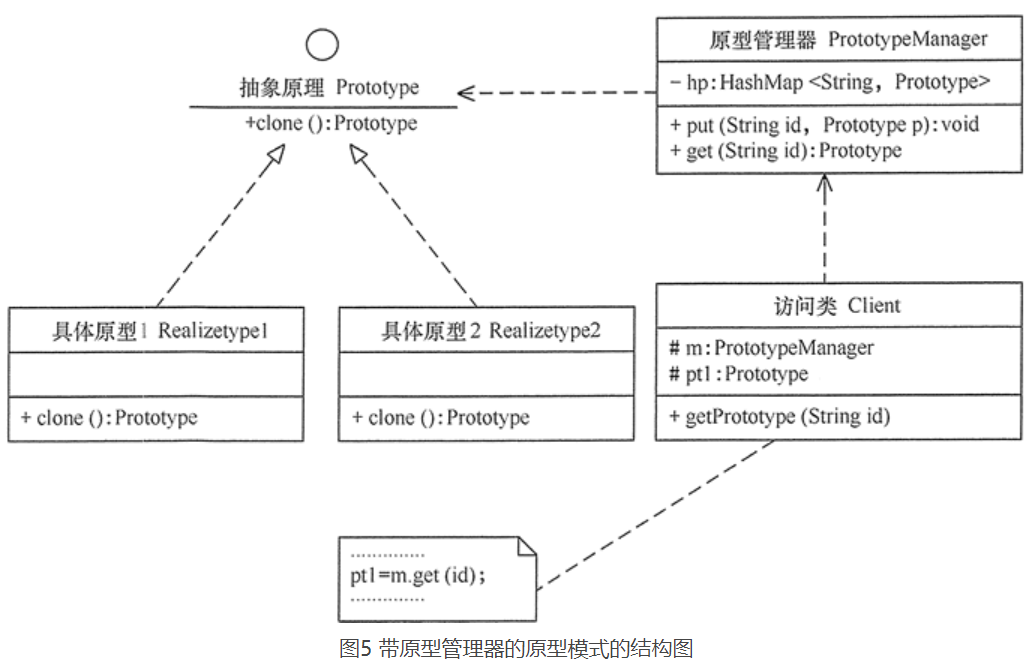 抽象原理 Prototype
+clone ():Prototype
原型管理器 PrototypeManager
- hp:HashMap <String, Prototype>
+ put (String id, Prototype p):void
+ get (String id):Prototype
具体原型1 Realizetype1
+ clone ():Prototype
具体原型2 Realizetype2
+ clone ():Prototype
访问类 Client
# m:PrototypeManager
# pt1:Prototype
+ getPrototype (String id)
..............
pt1=m.get (id);
..............
图5 带原型管理器的原型模式的结构图